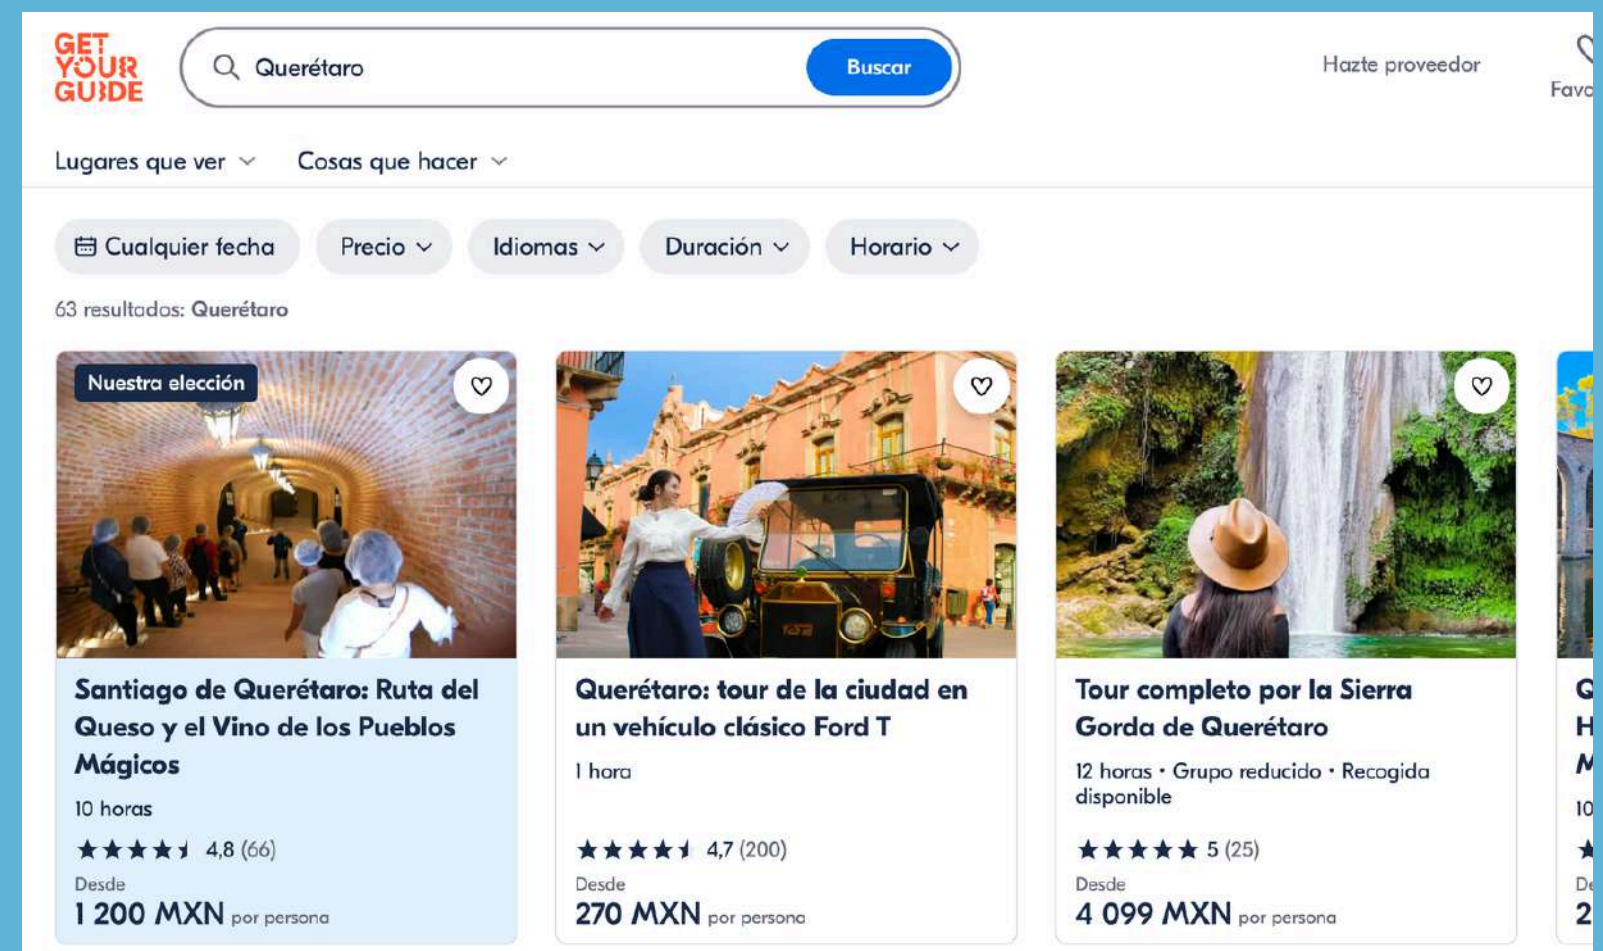 GET
YOUR
GUIDE
Querétaro
Buscar
Hazte proveedor
Lugares que ver
Cosas que hacer
Cualquier fecha
Precio
Idiomas
Duración
Horario
63 resultados: Querétaro
Nuestra elección
Santiago de Querétaro: Ruta del
Queso y el Vino de los Pueblos
Mágicos
10 horas
4,8 (66)
Desde
1 200 MXN por persona
Querétaro: tour de la ciudad en
un vehículo clásico Ford T
1 hora
4,7 (200)
Desde
270 MXN por persona
Tour completo por la Sierra
Gorda de Querétaro
12 horas • Grupo reducido • Recogida
disponible
5 (25)
Desde
4 099 MXN por persona